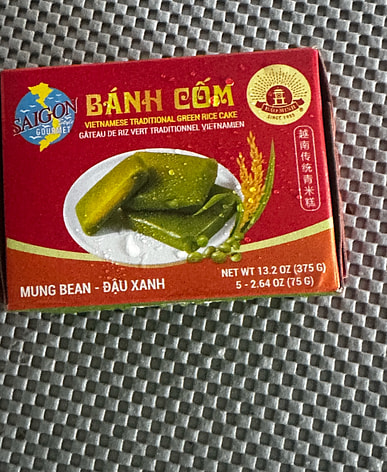 SAIGON
GOURMET
BÁNH CỐM
VIETNAMESE TRADITIONAL GREEN RICE CAKE
GÂTEAU DE RIZ VERT TRADITIONNEL VIETNAMIEN
SINCE 1985
越南传统青米糕
NET WT 13.2 OZ (375 G)
5 - 2.64 OZ (75 G)
MUNG BEAN - ĐẬU XANH